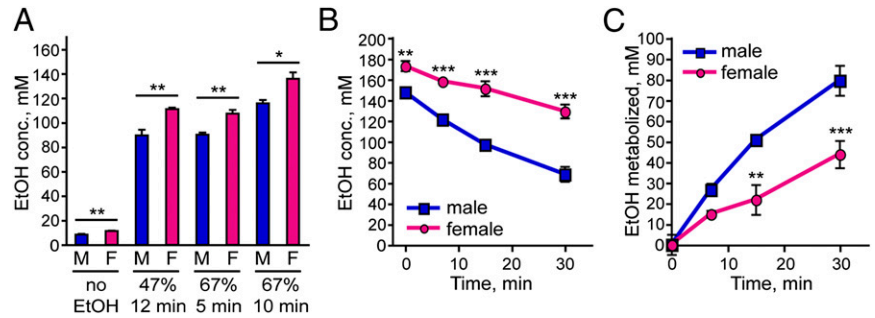 A
EtOH conc., mM
160
140
120
100
80
60
40
20
0
**
**
**
*
M F M F M F M F
no 47% 67% 67%
EtOH 12 min 5 min 10 min
B
EtOH conc., mM
200
180
160
140
120
100
80
60
40
20
0
**
***
***
***
male
female
0 10 20 30
Time, min
C
EtOH metabolized, mM
100
90
80
70
60
50
40
30
20
10
0
male
female
**
***
0 10 20 30
Time, min